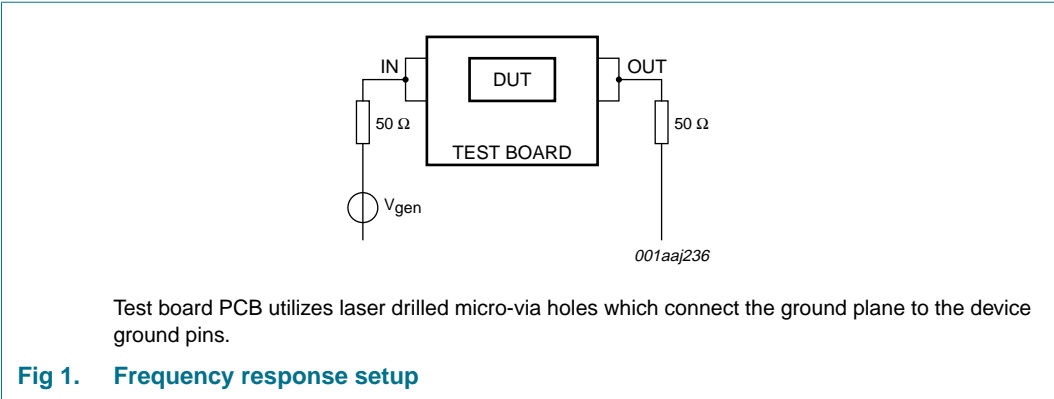 IN
DUT
OUT
50 Ω
50 Ω
TEST BOARD
Vgen
001aaj236
Test board PCB utilizes laser drilled micro-via holes which connect the ground plane to the device
ground pins.
Fig 1. Frequency response setup